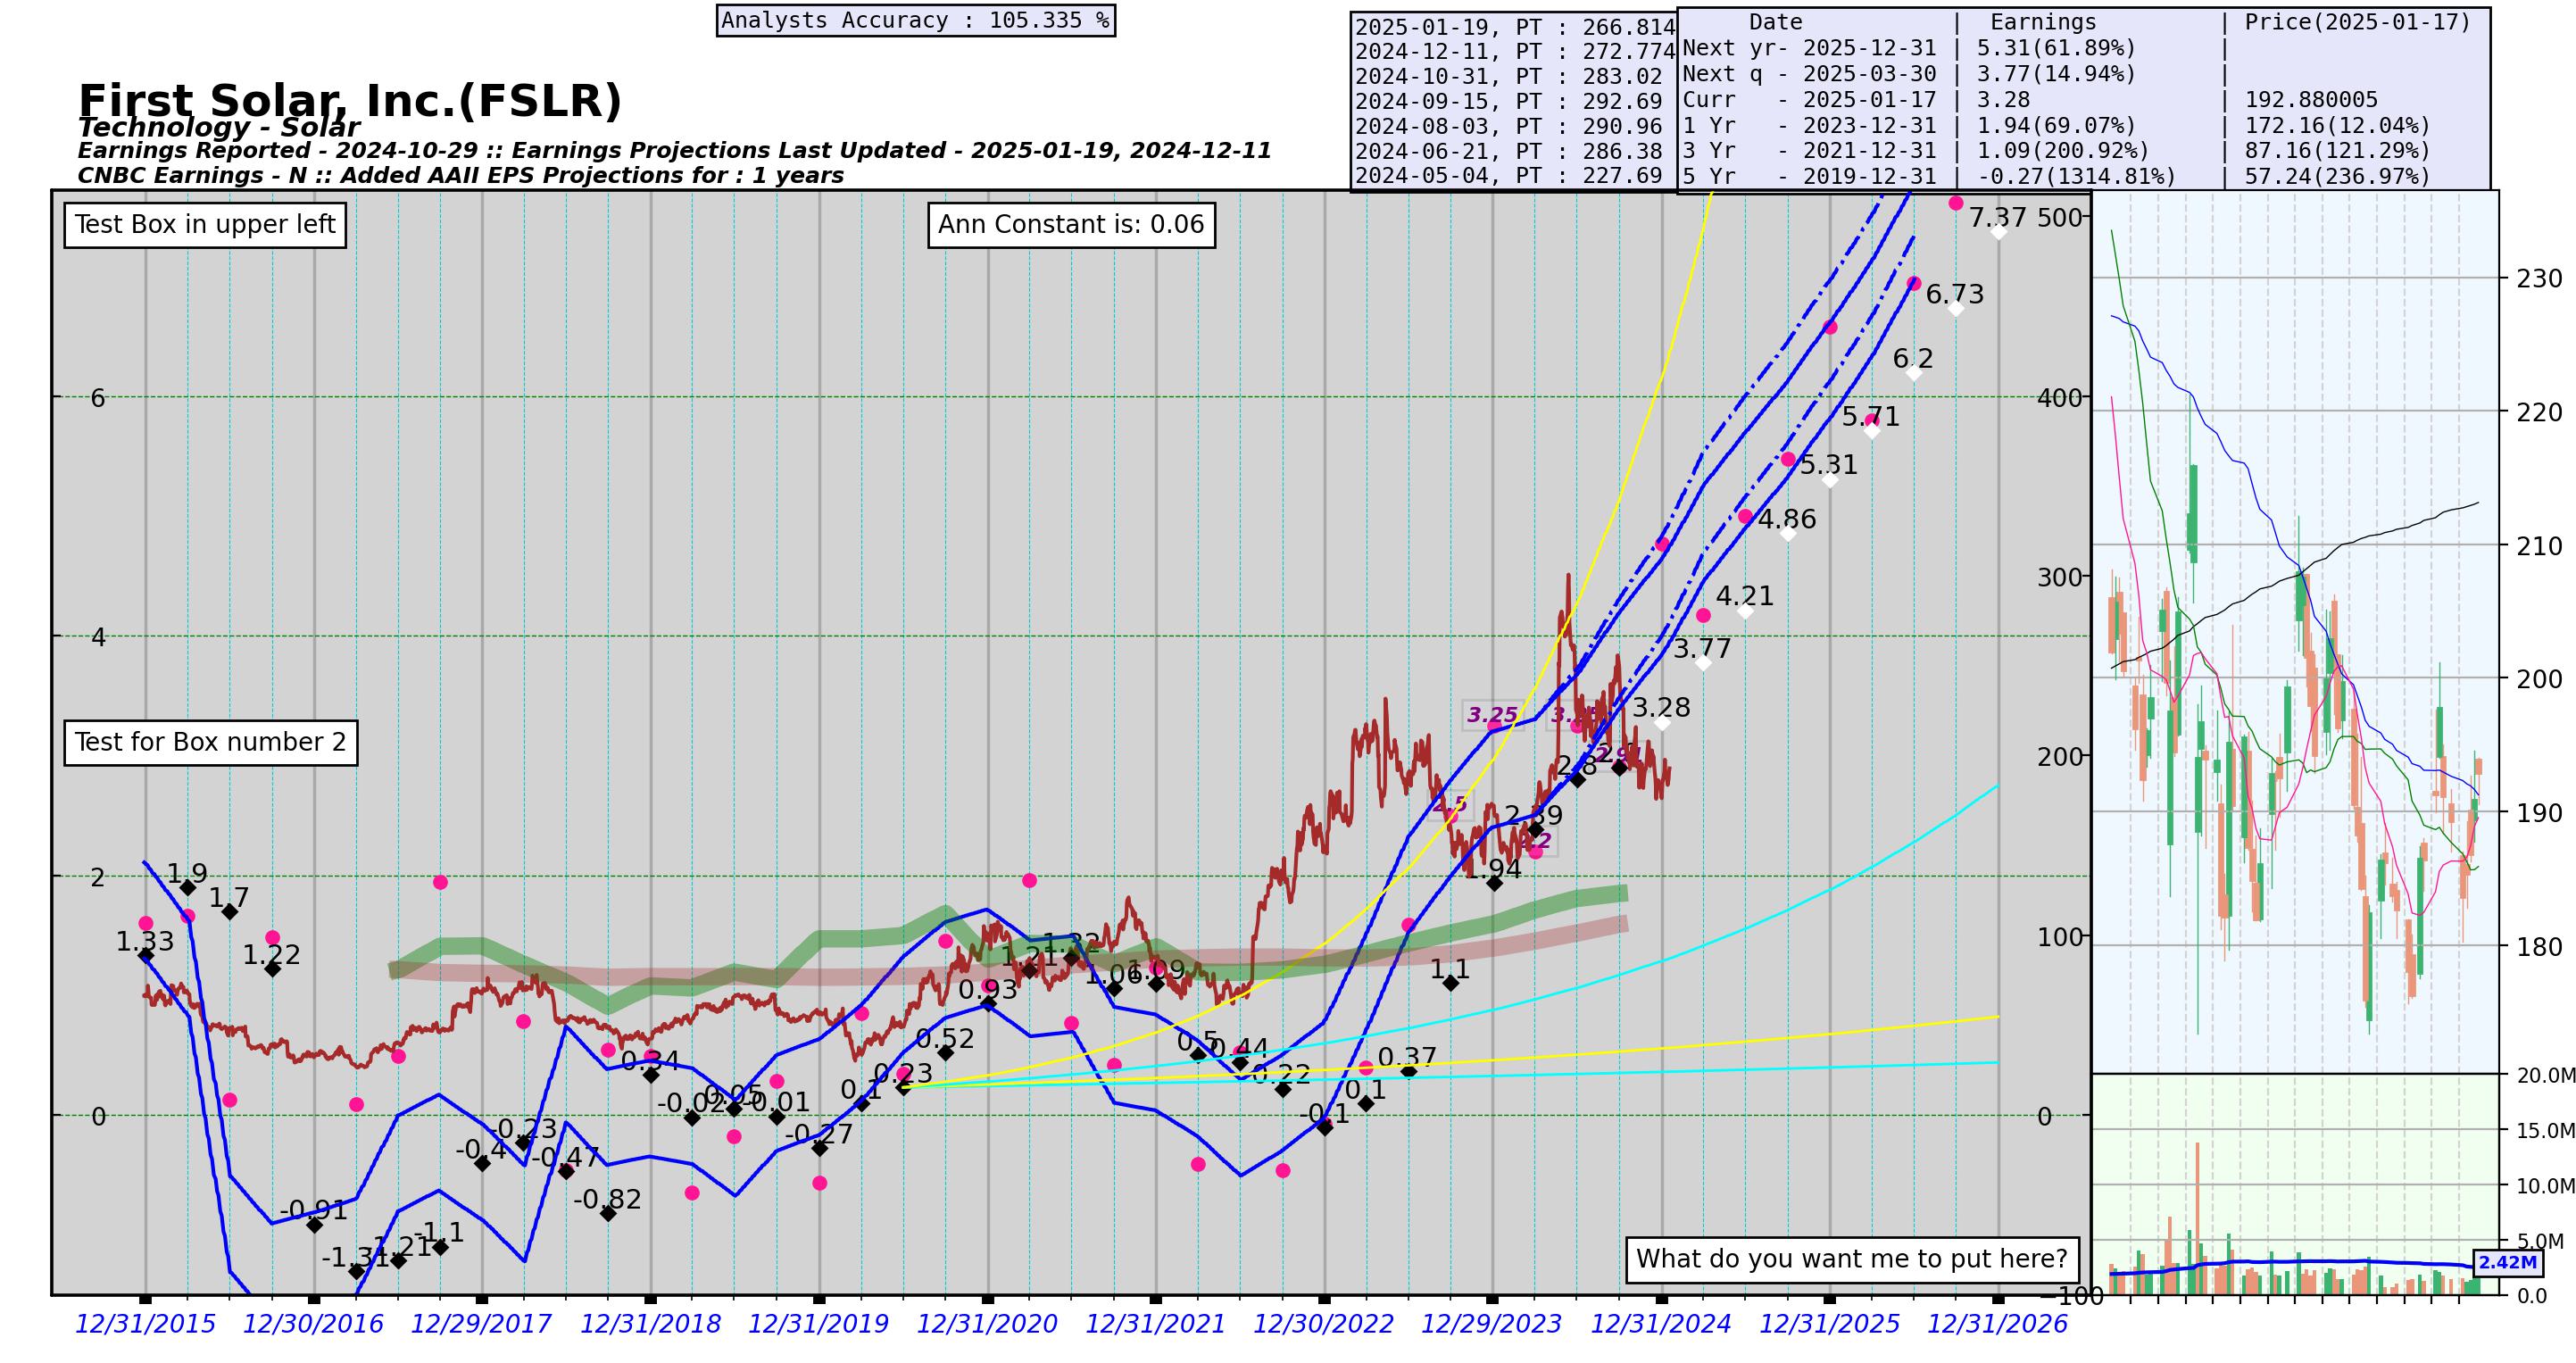 Analysts Accuracy : 105.335 %
2025-01-19, PT : 266.814
2024-12-11, PT : 272.774
2024-10-31, PT : 283.02
2024-09-15, PT : 292.69
2024-08-03, PT : 290.96
2024-06-21, PT : 286.38
2024-05-04, PT : 227.69
Date | Earnings | Price(2025-01-17)
Next yr- 2025-12-31 | 5.31(61.89%) |
Next q - 2025-03-30 | 3.77(14.94%) |
Curr - 2025-01-17 | 3.28 | 192.880005
1 Yr - 2023-12-31 | 1.94(69.07%) | 172.16(12.04%)
3 Yr - 2021-12-31 | 1.09(200.92%) | 87.16(121.29%)
5 Yr - 2019-12-31 | -0.27(1314.81%) | 57.24(236.97%)
First Solar, Inc.(FSLR)
Technology - Solar
Earnings Reported - 2024-10-29 :: Earnings Projections Last Updated - 2025-01-19, 2024-12-11
CNBC Earnings - N :: Added AAII EPS Projections for : 1 years
Test Box in upper left
Ann Constant is: 0.06
Test for Box number 2
What do you want me to put here?
6
4
2
0
1.33
1.9
1.7
1.22
-0.91
-1.31
-1.21
-1.1
-0.4
-0.23
-0.47
-0.82
0.34
-0.02
0.05
-0.01
-0.27
0.1
0.23
0.52
0.93
1.21
1.32
1.06
1.09
0.5
0.44
0.22
-0.1
0.1
0.37
1.1
1.94
2.39
2.8
2.91
3.28
3.77
4.21
4.86
5.31
5.71
6.2
6.73
7.37
2.5
3.25
2.2
500
400
300
200
100
0
−100
230
220
210
200
190
180
20.0M
15.0M
10.0M
5.0M
2.42M
0.0
12/31/2015 12/30/2016 12/29/2017 12/31/2018 12/31/2019 12/31/2020 12/31/2021 12/30/2022 12/29/2023 12/31/2024 12/31/2025 12/31/2026